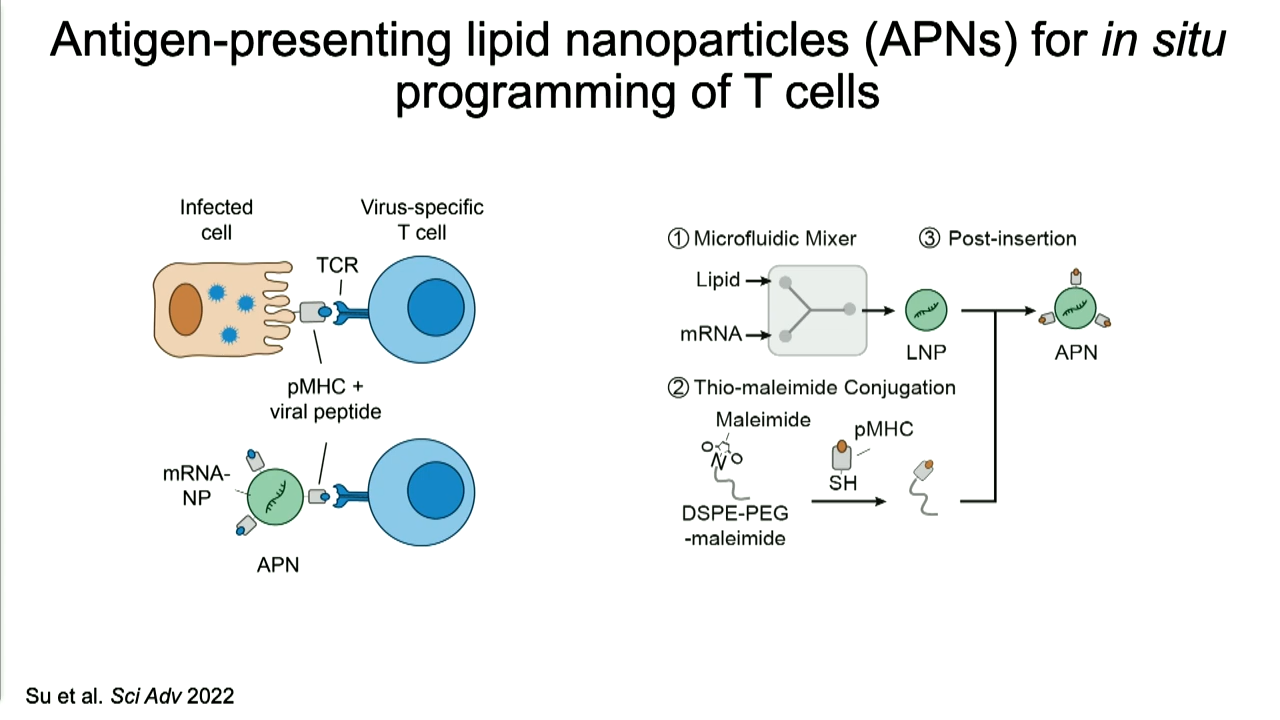 Antigen-presenting lipid nanoparticles (APNs) for in situ
programming of T cells
Infected
cell
Virus-specific
T cell
TCR
pMHC +
viral peptide
mRNA-
NP
APN
① Microfluidic Mixer
Lipid
mRNA
LNP
③ Post-insertion
APN
② Thio-maleimide Conjugation
Maleimide
O
N
O
DSPE-PEG
-maleimide
pMHC
SH
Su et al. Sci Adv 2022